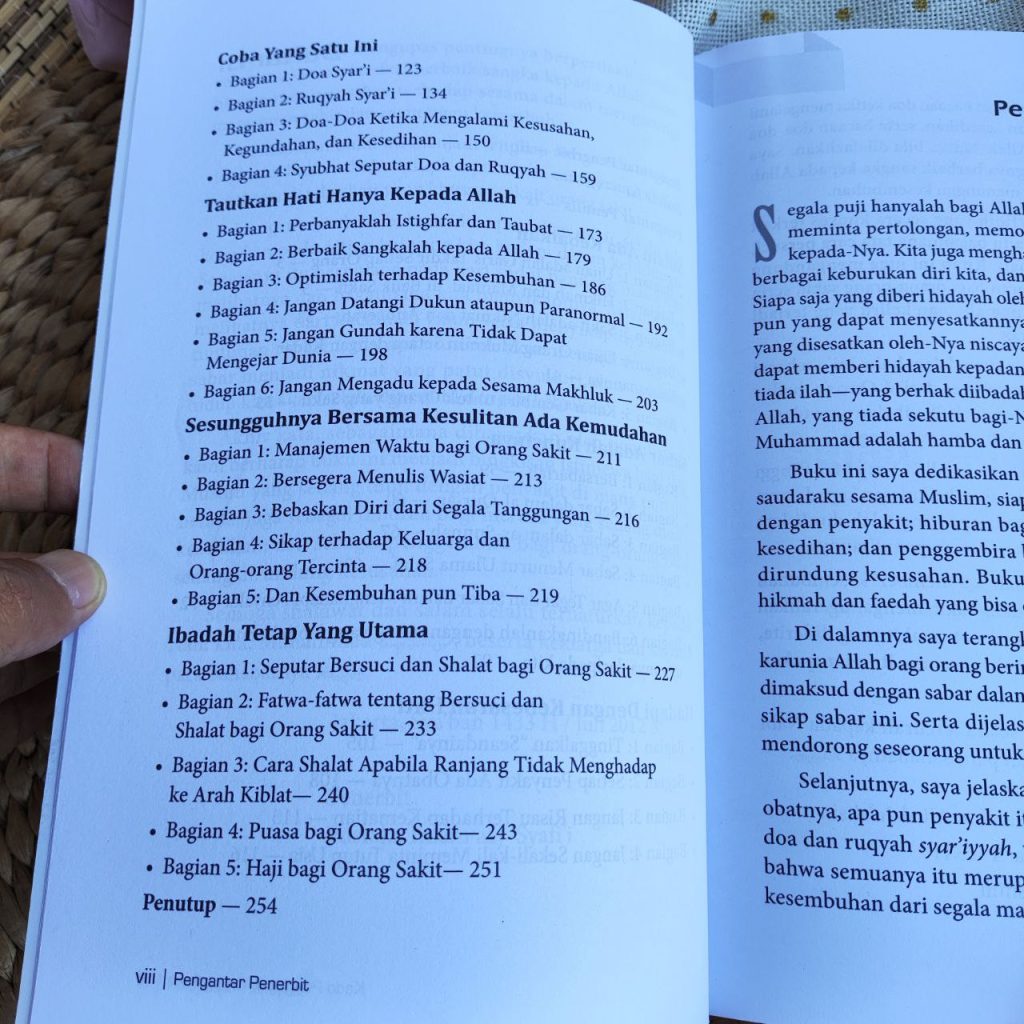 Coba Yang Satu Ini
• Bagian 1: Doa Syar'i — 123
• Bagian 2: Ruqyah Syar'i — 134
• Bagian 3: Doa-Doa Ketika Mengalami Kesusahan,
Kegundahan, dan Kesedihan — 150
• Bagian 4: Syubhat Seputar Doa dan Ruqyah — 159
Tautkan Hati Hanya Kepada Allah
• Bagian 1: Perbanyaklah Istighfar dan Taubat — 173
• Bagian 2: Berbaik Sangkalah kepada Allah — 179
• Bagian 3: Optimislah terhadap Kesembuhan — 186
• Bagian 4: Jangan Datangi Dukun ataupun Paranormal — 192
• Bagian 5: Jangan Gundah karena Tidak Dapat
Mengejar Dunia — 198
• Bagian 6: Jangan Mengadu kepada Sesama Makhluk — 203
Sesungguhnya Bersama Kesulitan Ada Kemudahan
• Bagian 1: Manajemen Waktu bagi Orang Sakit — 211
• Bagian 2: Bersegera Menulis Wasiat — 213
• Bagian 3: Bebaskan Diri dari Segala Tanggungan — 216
• Bagian 4: Sikap terhadap Keluarga dan
Orang-orang Tercinta — 218
• Bagian 5: Dan Kesembuhan pun Tiba — 219
Ibadah Tetap Yang Utama
• Bagian 1: Seputar Bersuci dan Shalat bagi Orang Sakit — 227
• Bagian 2: Fatwa-fatwa tentang Bersuci dan
Shalat bagi Orang Sakit — 233
• Bagian 3: Cara Shalat Apabila Ranjang Tidak Menghadap
ke Arah Kiblat— 240
• Bagian 4: Puasa bagi Orang Sakit— 243
• Bagian 5: Haji bagi Orang Sakit— 251
Penutup — 254
viii | Pengantar Penerbit
Pe
Segala puji hanyalah bagi Alla
meminta pertolongan, memo
kepada-Nya. Kita juga mengh
berbagai keburukan diri kita, dan
Siapa saja yang diberi hidayah oleh
pun yang dapat menyesatkannya
yang disesatkan oleh-Nya niscaya
dapat memberi hidayah kepadan
tiada ilah—yang berhak diibadah
Allah, yang tiada sekutu bagi-N
Muhammad adalah hamba dan
Buku ini saya dedikasikan
saudaraku sesama Muslim, siap
dengan penyakit; hiburan bag
kesedihan; dan penggembira b
dirundung kesusahan. Buku
hikmah dan faedah yang bisa
Di dalamnya saya terangk
karunia Allah bagi orang berim
dimaksud dengan sabar dalam
sikap sabar ini. Serta dijelas
mendorong seseorang untuk
Selanjutnya, saya jelaska
obatnya, apa pun penyakit it
doa dan ruqyah syar'iyyah,
bahwa semuanya itu merup
kesembuhan dari segala ma